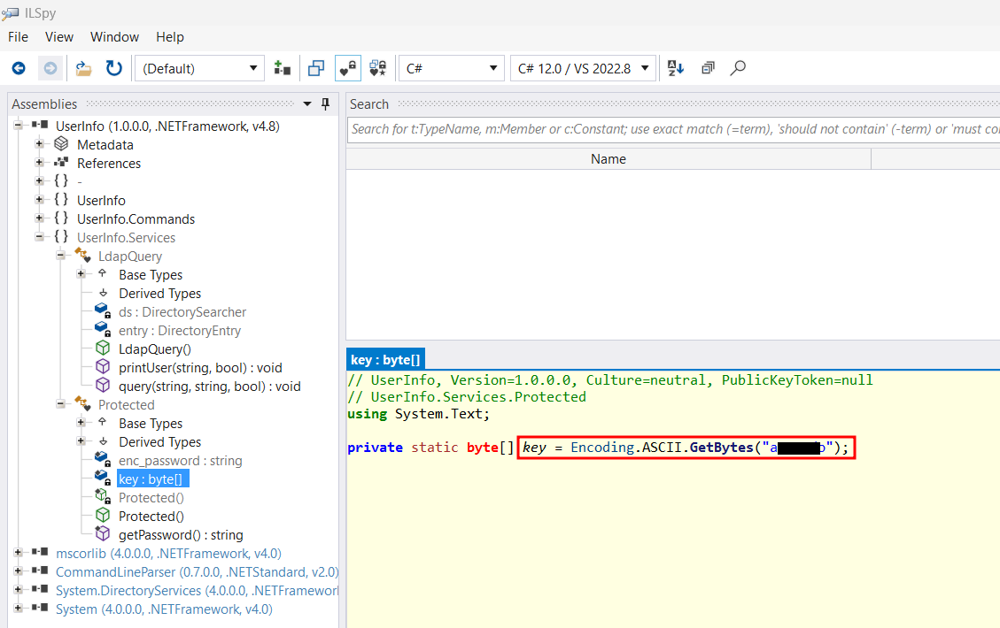 ILSpy
File View Window Help
(Default) C# C# 12.0 / VS 2022.8
Assemblies
UserInfo (1.0.0.0, .NETFramework, v4.8)
Metadata
References
{ } -
{ } UserInfo
{ } UserInfo.Commands
{ } UserInfo.Services
LdapQuery
Base Types
Derived Types
ds : DirectorySearcher
entry : DirectoryEntry
LdapQuery()
printUser(string, bool) : void
query(string, string, bool) : void
Protected
Base Types
Derived Types
enc_password : string
key : byte[]
Protected()
Protected()
getPassword() : string
mscorlib (4.0.0.0, .NETFramework, v4.0)
CommandLineParser (0.7.0.0, .NETStandard, v2.0)
System.DirectoryServices (4.0.0.0, .NETFramework
System (4.0.0.0, .NETFramework, v4.0)
Search
Search for t:TypeName, m:Member or c:Constant; use exact match (=term), 'should not contain' (-term) or 'must co
Name
key : byte[]
// UserInfo, Version=1.0.0.0, Culture=neutral, PublicKeyToken=null
// UserInfo.Services.Protected
using System.Text;
private static byte[] key = Encoding.ASCII.GetBytes("a");